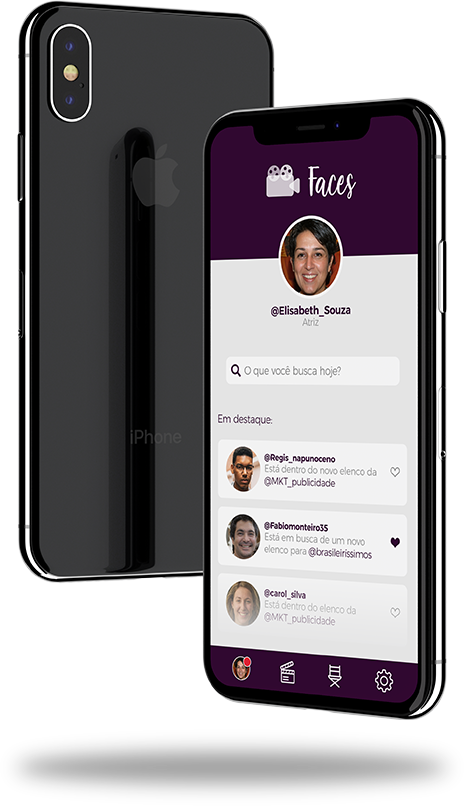 Faces
@Elisabeth_Souza
Atriz
O que você busca hoje?
Em destaque:
@Regis_napunoceno
Está dentro do novo elenco da
@MKT_publicidade
@Fabiomonteiro35
Está em busca de um novo
elenco para @brasileirissimos
@carol_silva
Está dentro do elenco da
@MKT_publicidade
iPhone